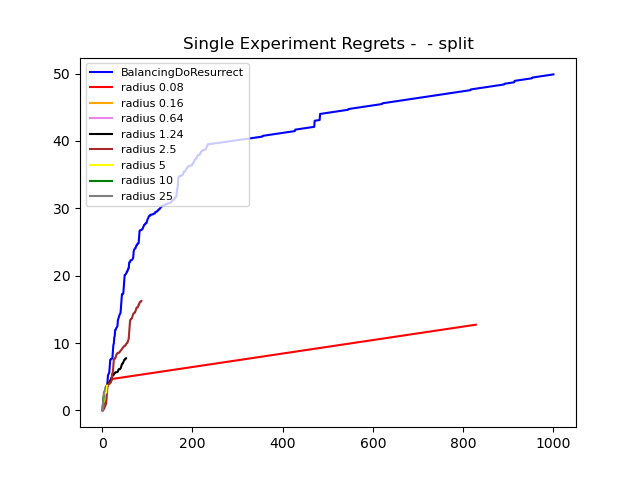 Single Experiment Regrets -  - split
BalancingDoResurrect
radius 0.08
radius 0.16
radius 0.64
radius 1.24
radius 2.5
radius 5
radius 10
radius 25
50
40
30
20
10
0
0 200 400 600 800 1000